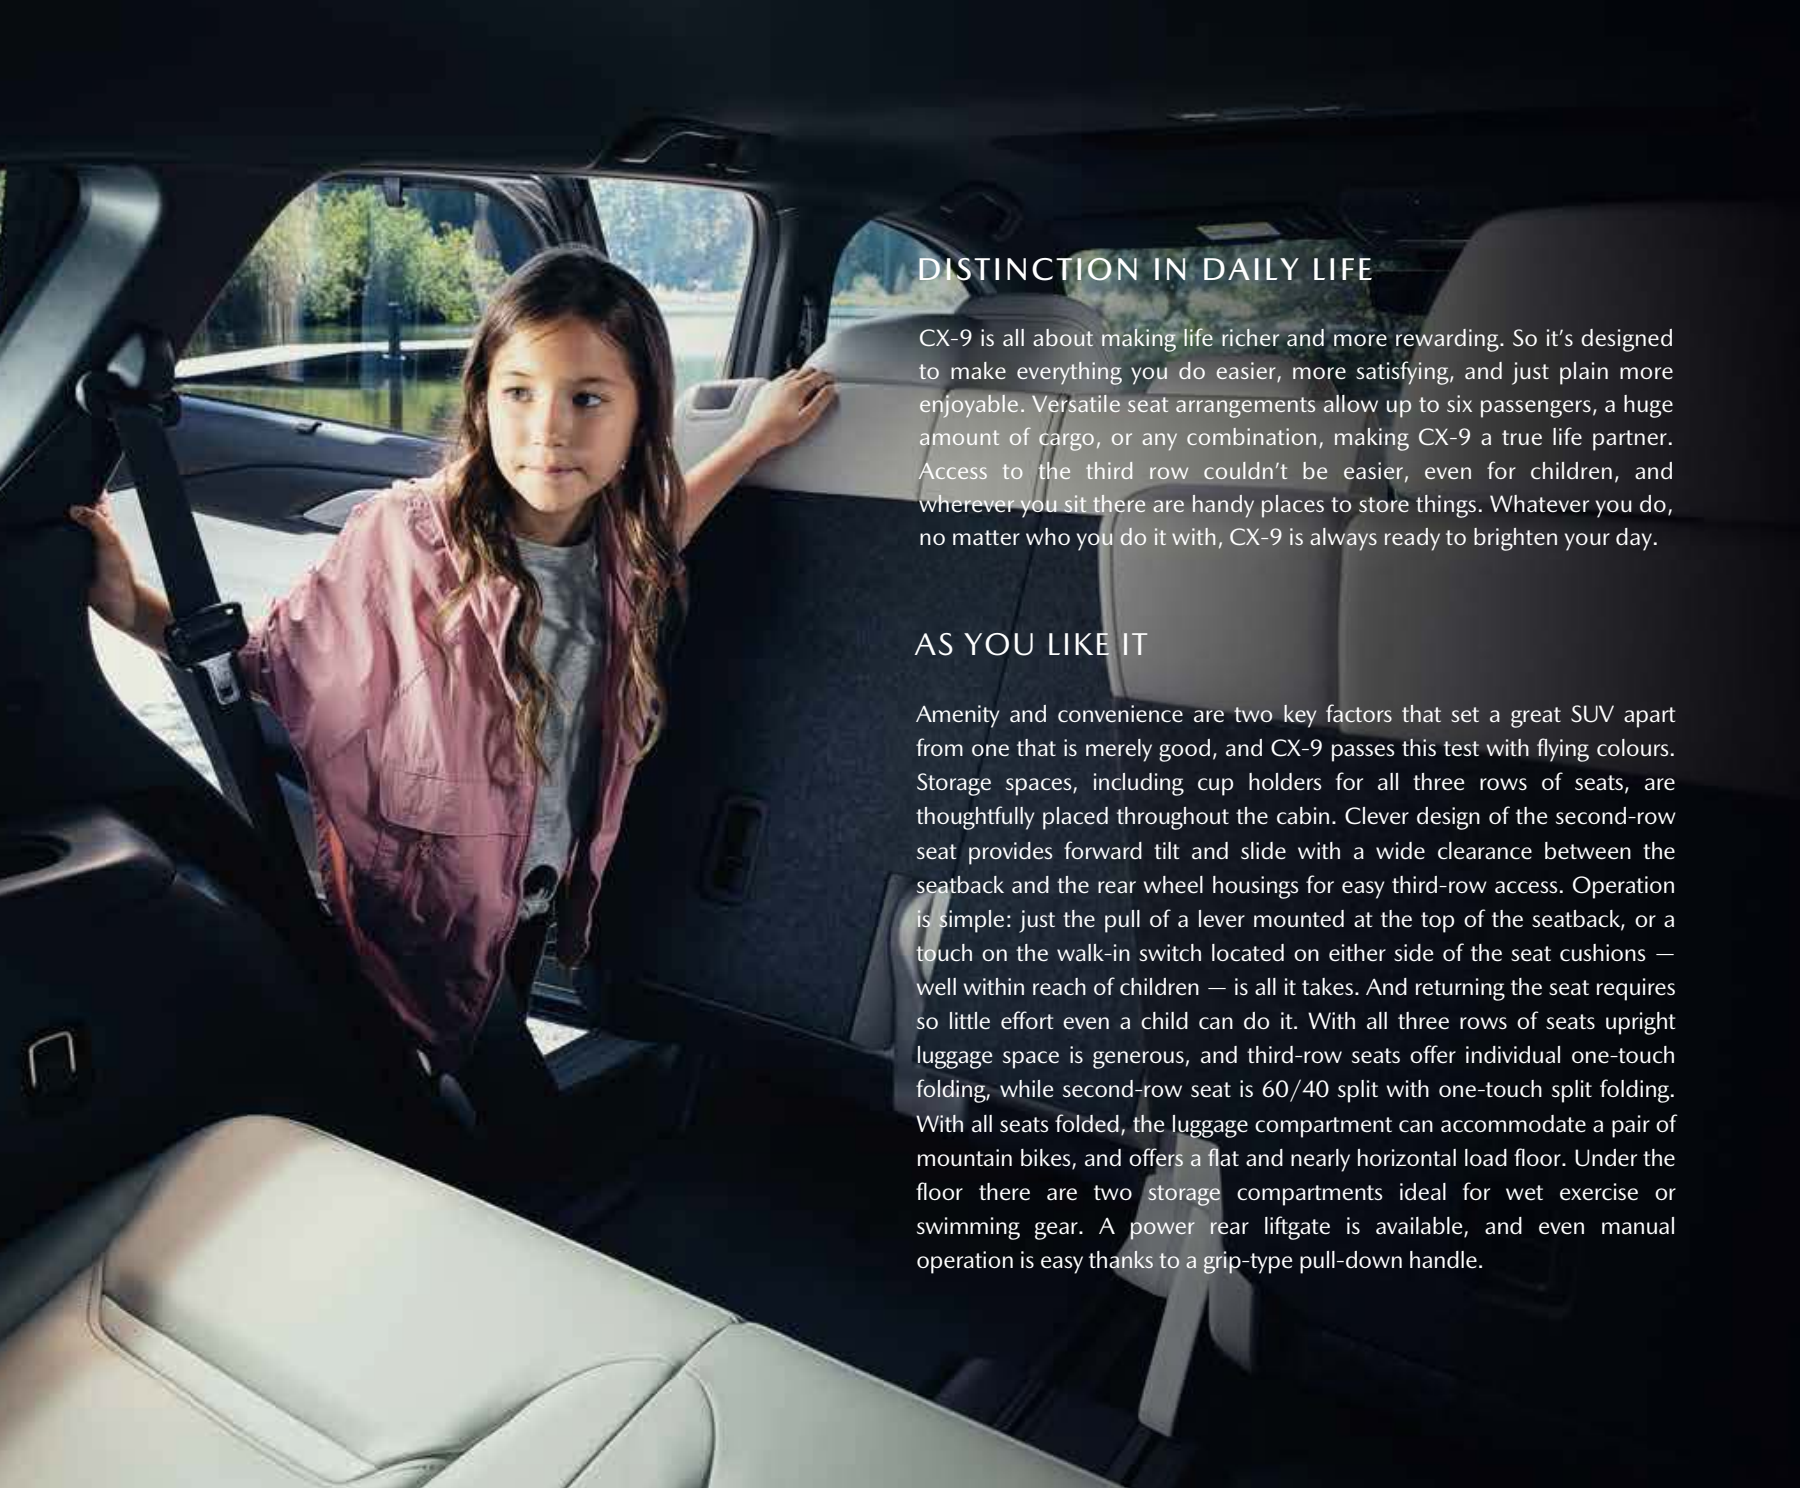 DISTINCTION IN DAILY LIFE
CX-9 is all about making life richer and more rewarding. So it's designed
to make everything you do easier, more satisfying, and just plain more
enjoyable. Versatile seat arrangements allow up to six passengers, a huge
amount of cargo, or any combination, making CX-9 a true life partner.
Access to the third row couldn't be easier, even for children, and
wherever you sit there are handy places to store things. Whatever you do,
no matter who you do it with, CX-9 is always ready to brighten your day.
AS YOU LIKE IT
Amenity and convenience are two key factors that set a great SUV apart
from one that is merely good, and CX-9 passes this test with flying colours.
Storage spaces, including cup holders for all three rows of seats, are
thoughtfully placed throughout the cabin. Clever design of the second-row
seat provides forward tilt and slide with a wide clearance between the
seatback and the rear wheel housings for easy third-row access. Operation
is simple: just the pull of a lever mounted at the top of the seatback, or a
touch on the walk-in switch located on either side of the seat cushions —
well within reach of children — is all it takes. And returning the seat requires
so little effort even a child can do it. With all three rows of seats upright
luggage space is generous, and third-row seats offer individual one-touch
folding, while second-row seat is 60/40 split with one-touch split folding.
With all seats folded, the luggage compartment can accommodate a pair of
mountain bikes, and offers a flat and nearly horizontal load floor. Under the
floor there are two storage compartments ideal for wet exercise or
swimming gear. A power rear liftgate is available, and even manual
operation is easy thanks to a grip-type pull-down handle.